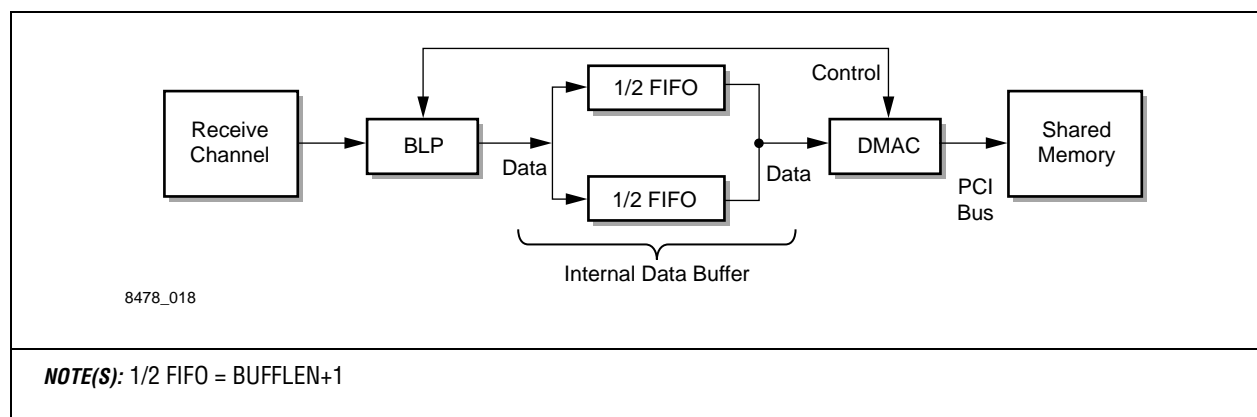 Control
1/2 FIFO
Receive
Channel
BLP
Data
Data
DMAC
Shared
Memory
1/2 FIFO
PCI
Bus
Internal Data Buffer
8478_018
NOTE(S): 1/2 FIFO = BUFFLEN+1